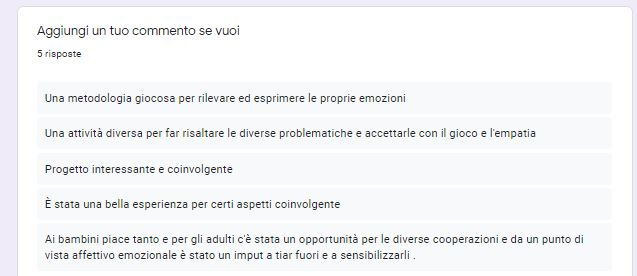 Aggiungi un tuo commento se vuoi
5 risposte
Una metodologia giocosa per rilevare ed esprimere le proprie emozioni
Una attività diversa per far risaltare le diverse problematiche e accettarle con il gioco e l'empatia
Progetto interessante e coinvolgente
È stata una bella esperienza per certi aspetti coinvolgente
Ai bambini piace tanto e per gli adulti c'è stata un opportunità per le diverse cooperazioni e da un punto di
vista affettivo emozionale è stato un imput a tiar fuori e a sensibilizzarli .